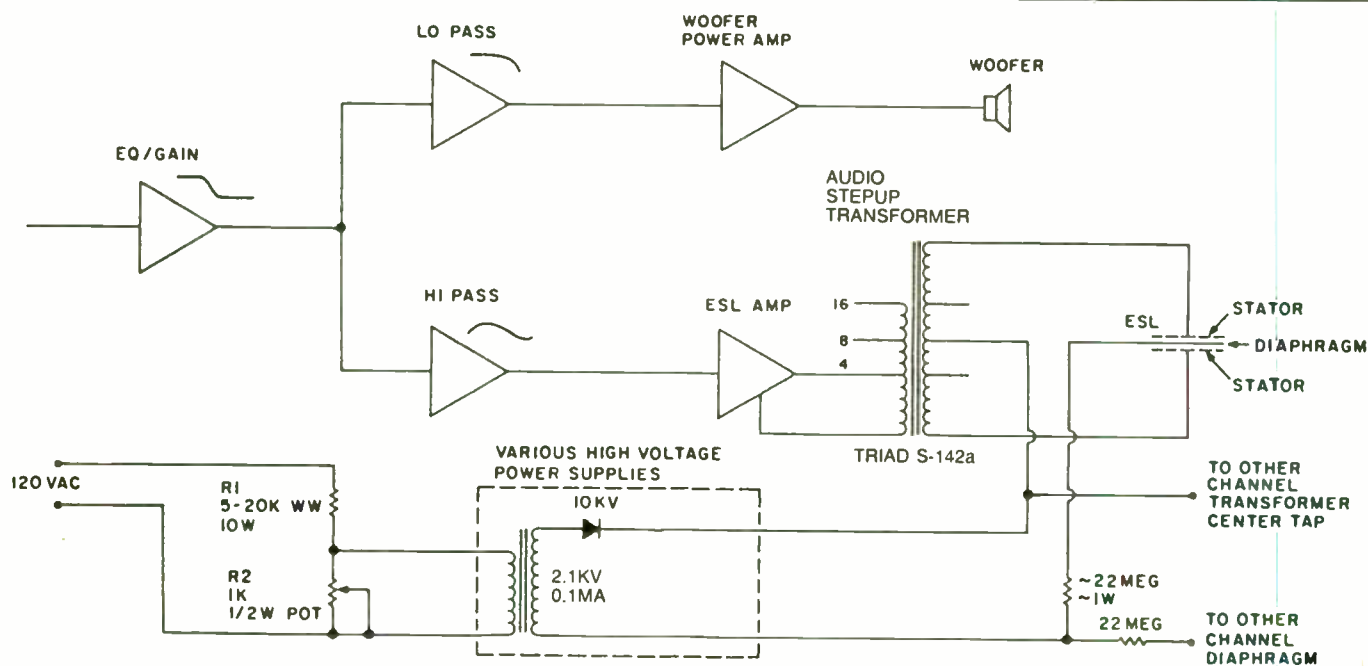 LO PASS
WOOFER
POWER AMP
WOOFER
EQ/GAIN
AUDIO
STEPUP
TRANSFORMER
HI PASS
ESL AMP
16
8
4
ESL
STATOR
DIAPHRAGM
STATOR
TRIAD S-142a
VARIOUS HIGH VOLTAGE
POWER SUPPLIES
120 VAC
R1
5-20K WW
10W
10KV
TO OTHER
CHANNEL
TRANSFORMER
CENTER TAP
R2
1K
1/2W POT
2.1KV
0.1MA
~22MEG
~1W
22 MEG
TO OTHER
CHANNEL
DIAPHRAGM